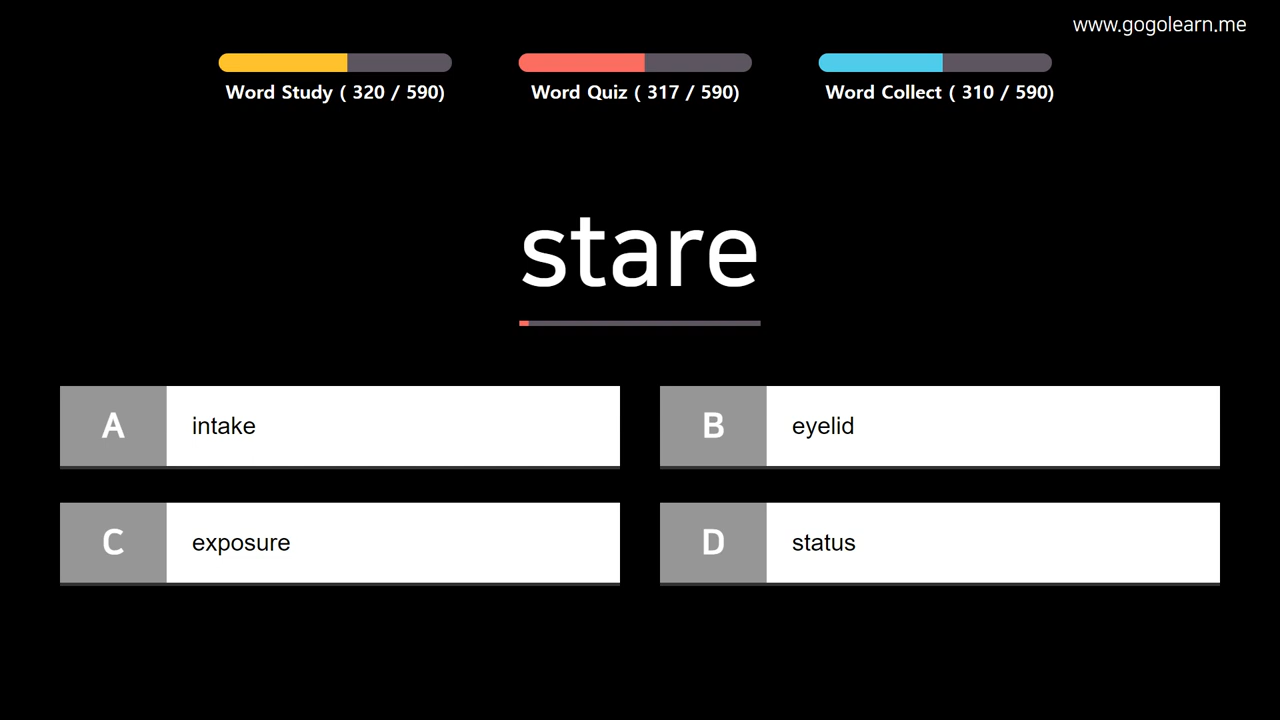 www.gogolearn.me
Word Study ( 320 / 590)
Word Quiz ( 317 / 590)
Word Collect ( 310 / 590)
stare
A intake
B eyelid
C exposure
D status